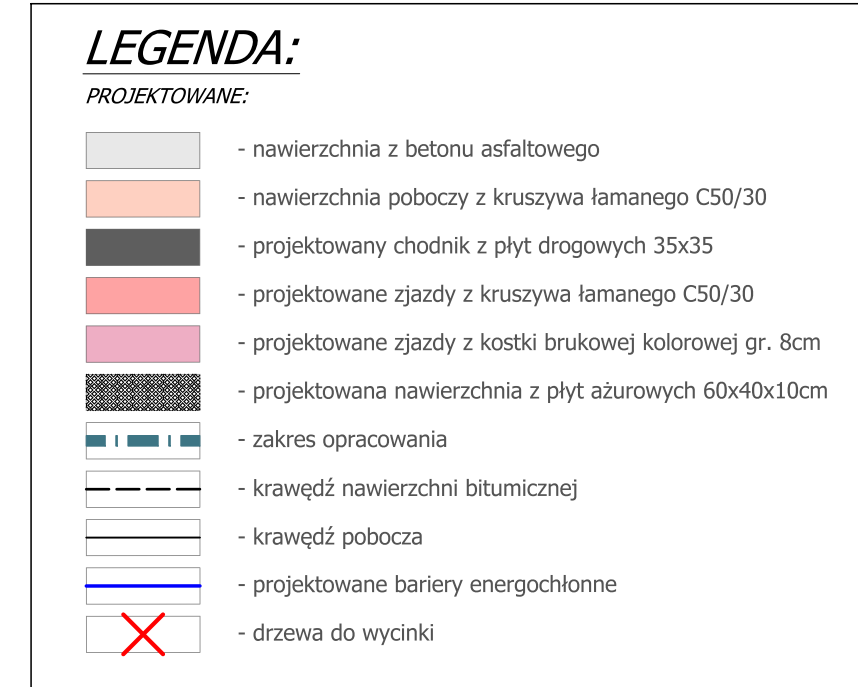 LEGENDA:
PROJEKTOWANE:
- nawierzchnia z betonu asfaltowego
- nawierzchnia poboczy z kruszywa łamanego C50/30
- projektowany chodnik z płyt drogowych 35x35
- projektowane zjazdy z kruszywa łamanego C50/30
- projektowane zjazdy z kostki brukowej kolorowej gr. 8cm
- projektowana nawierzchnia z płyt ażurowych 60x40x10cm
- zakres opracowania
- krawędź nawierzchni bitumicznej
- krawędź pobocza
- projektowane bariery energochłonne
- drzewa do wycinki